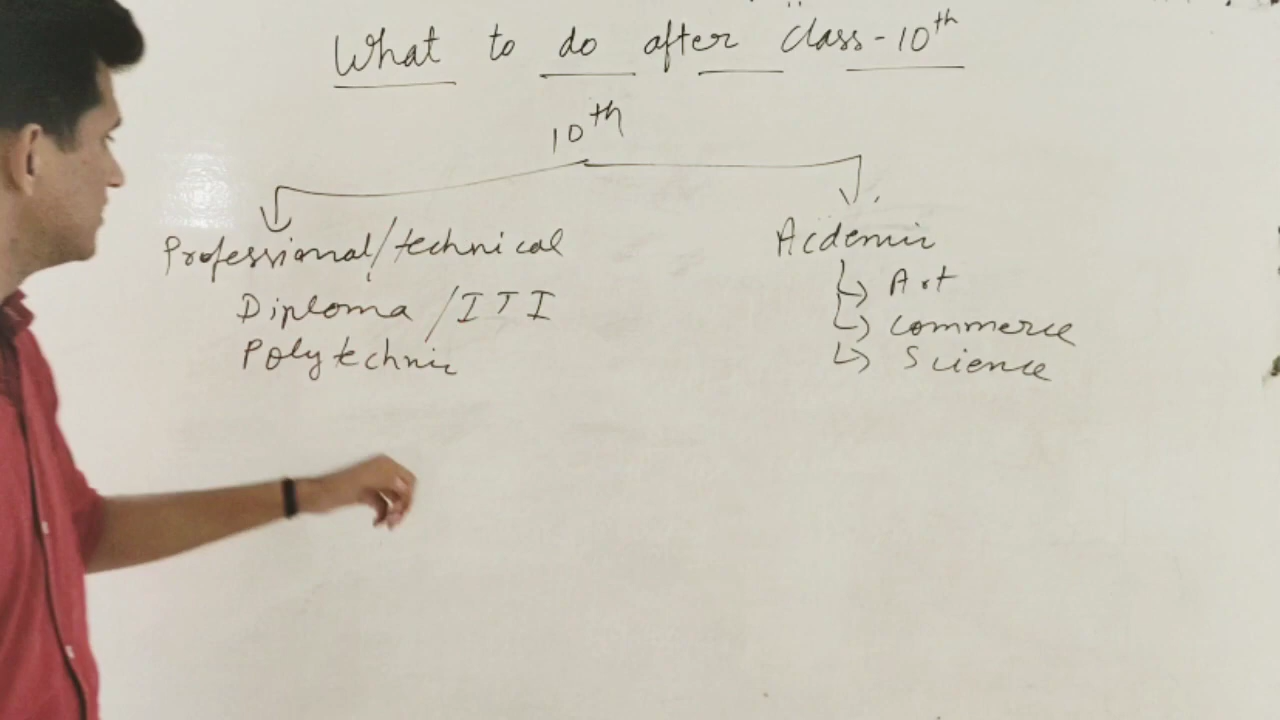 What to do after class-10th
10th
Professional/technical
Diploma/ITI
Polytechnic
Acdemic
Art
commerce
Science